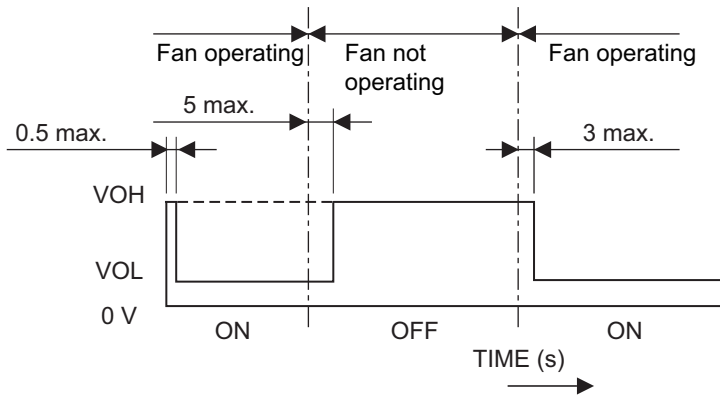 Fan operating
Fan not
operating
Fan operating
5 max.
0.5 max.
3 max.
VOH
VOL
0 V
ON
OFF
ON
TIME (s)